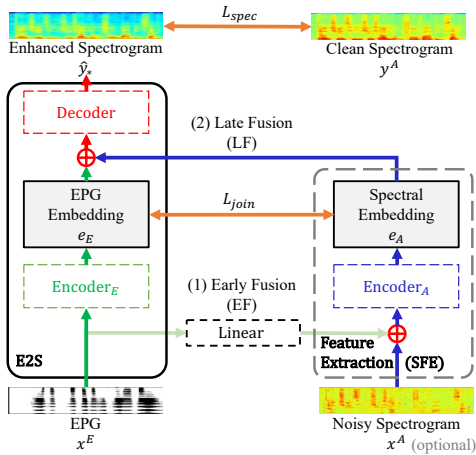 L_spec
Enhanced Spectrogram
Clean Spectrogram
ŷ_*
y^A
Decoder
(2) Late Fusion
(LF)
EPG
Embedding
e_E
L_join
Spectral
Embedding
e_A
Encoder_E
(1) Early Fusion
(EF)
Encoder_A
Linear
E2S
Feature
Extraction (SFE)
EPG
x^E
Noisy Spectrogram
x^A (optional)